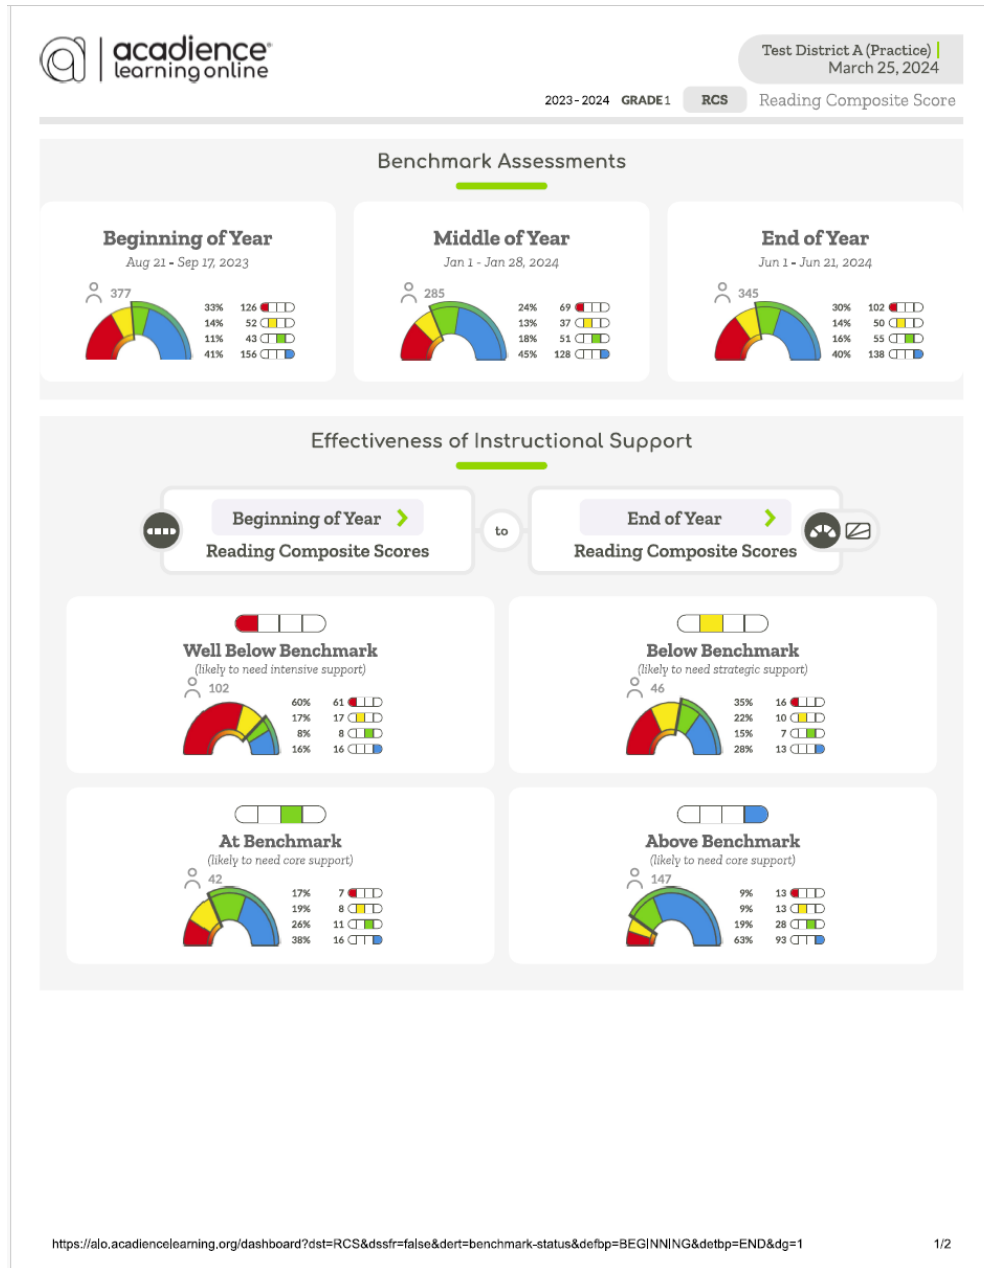 acadience®
learning online
Test District A (Practice)
March 25, 2024
2023 - 2024 GRADE 1 RCS Reading Composite Score
Benchmark Assessments
Beginning of Year
Aug 21 - Sep 17, 2023
377
33% 126
14% 52
11% 43
41% 156
Middle of Year
Jan 1 - Jan 28, 2024
285
24% 69
13% 37
18% 51
45% 128
End of Year
Jun 1 - Jun 21, 2024
345
30% 102
14% 50
16% 55
40% 138
Effectiveness of Instructional Support
Beginning of Year
Reading Composite Scores
to
End of Year
Reading Composite Scores
Well Below Benchmark
(likely to need intensive support)
102
60% 61
17% 17
8% 8
16% 16
Below Benchmark
(likely to need strategic support)
46
35% 16
22% 10
15% 7
28% 13
At Benchmark
(likely to need core support)
42
17% 7
19% 8
26% 11
38% 16
Above Benchmark
(likely to need core support)
147
9% 13
9% 13
19% 28
63% 93
https://alo.acadiencelearning.org/dashboard?dst=RCS&dssfr=false&dert=benchmark-status&defbp=BEGINNING&detbp=END&dg=1 1/2